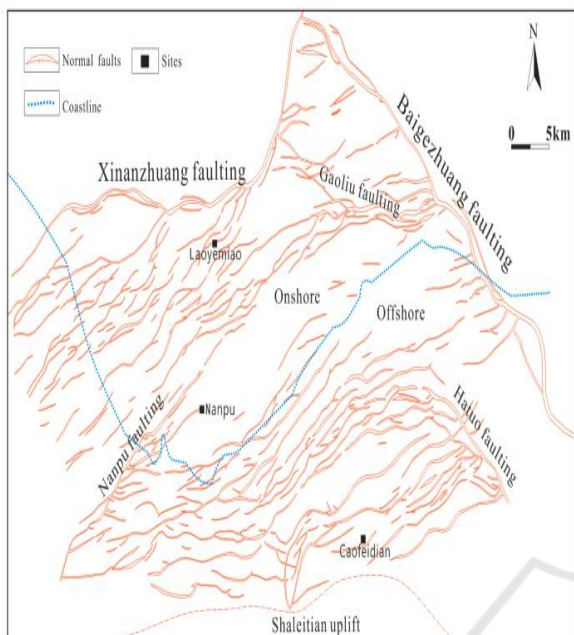 Normal faults
Sites
Coastline
N
0 5km
Xinanzhuang faulting
Baigezhuang faulting
Gaoliu faulting
Laoyemiao
Onshore
Offshore
Nanpu
Nanpu faulting
Hatuo faulting
Caofeidian
Shaleitian uplift